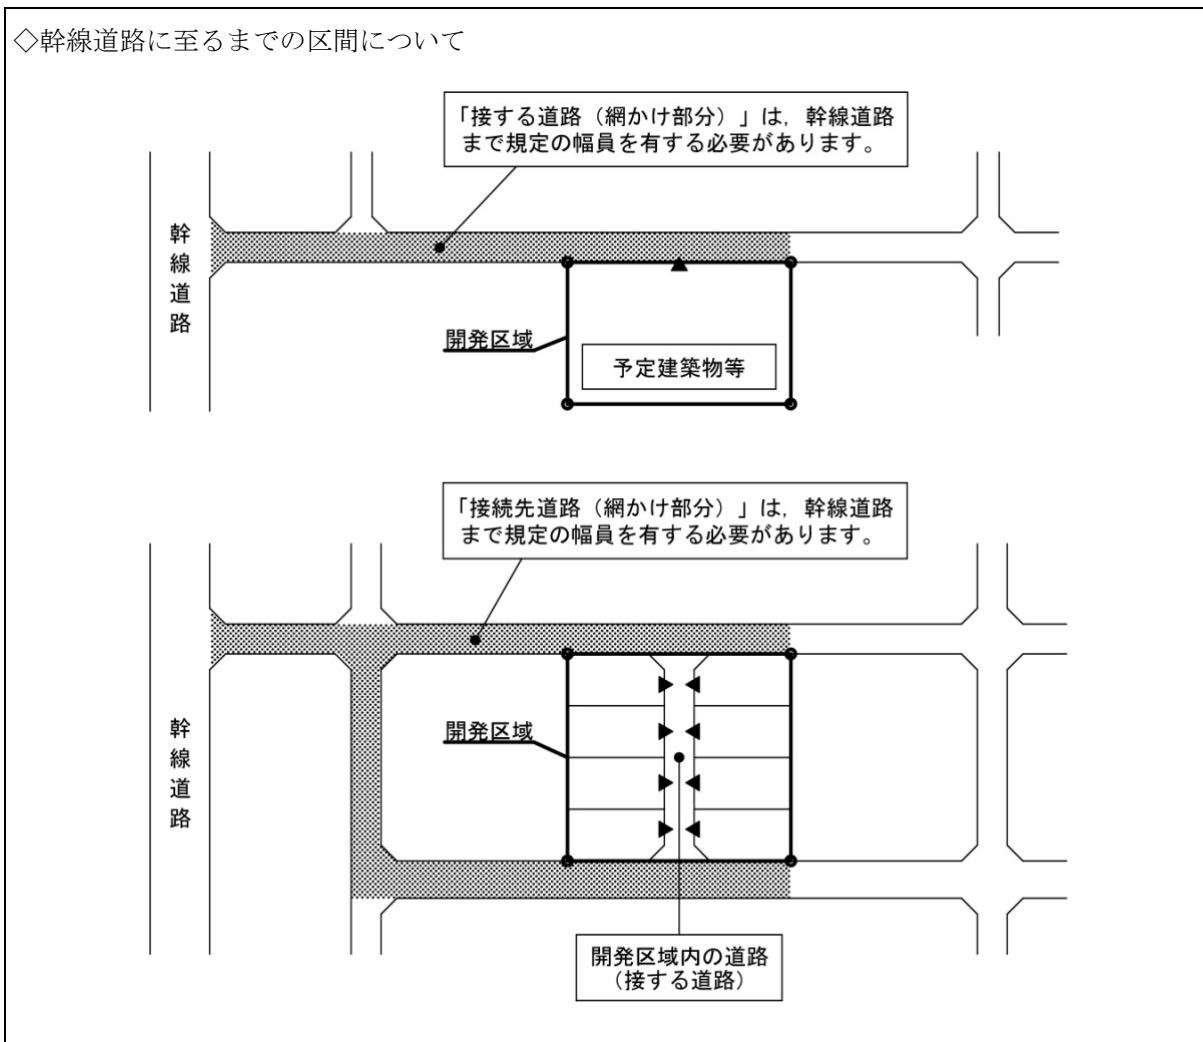 ◇幹線道路に至るまでの区間について
「接する道路（網かけ部分）」は，幹線道路
まで規定の幅員を有する必要があります。
幹線道路
開発区域
予定建築物等
「接続先道路（網かけ部分）」は，幹線道路
まで規定の幅員を有する必要があります。
幹線道路
開発区域
開発区域内の道路
（接する道路）